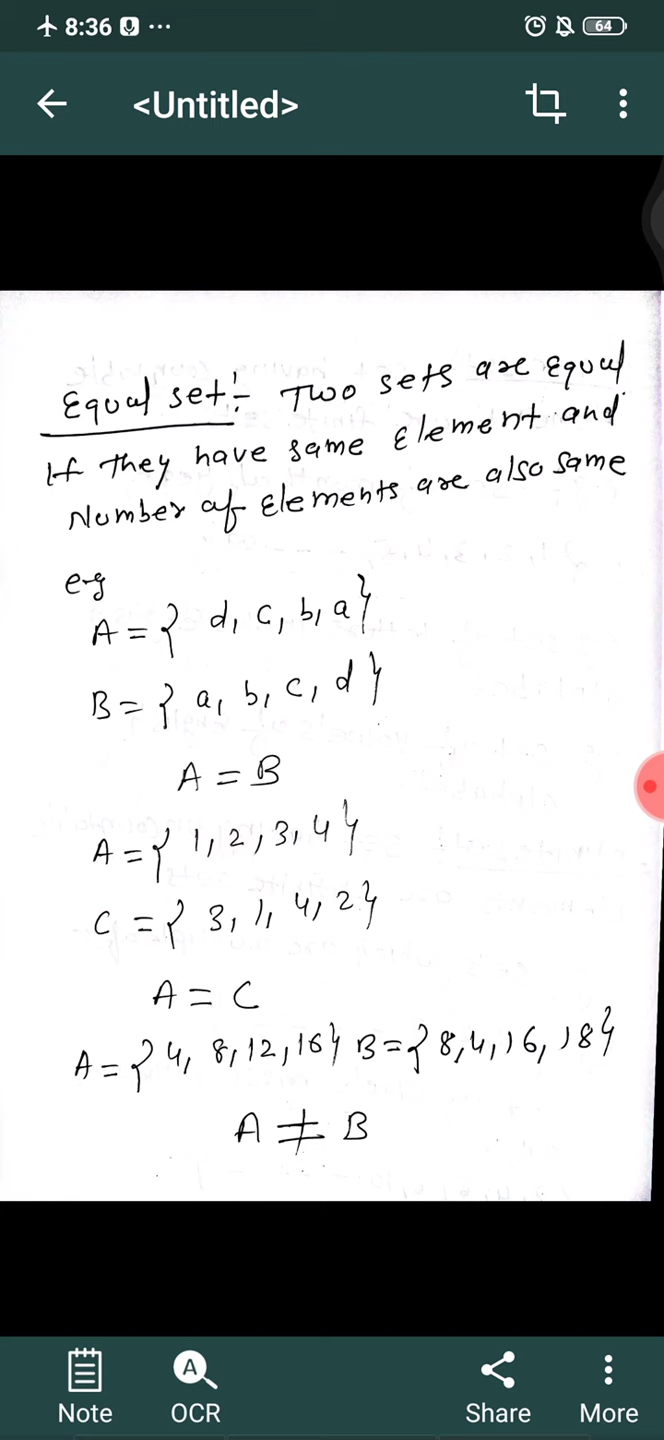 8:36 ...
64
<Untitled>
Equal set:- Two sets are Equal
If they have same Element and
Number of Elements are also same
e-g
A = { d, c, b, a }
B = { a, b, c, d }
A = B
A = { 1, 2, 3, 4 }
C = { 3, 1, 4, 2 }
A = C
A = { 4, 8, 12, 16 } B = { 8, 4, 16, 18 }
A ≠ B
Note OCR Share More